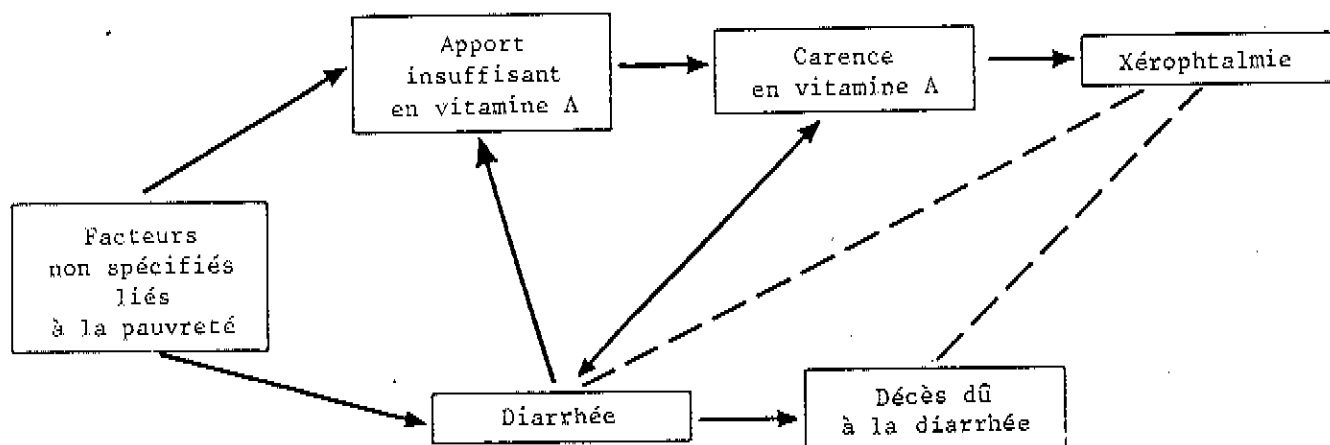 Apport
insuffisant
en vitamine A
Carence
en vitamine A
Xérophtalmie
Facteurs
non spécifiés
liés
à la pauvreté
Diarrhée
Décès dû
à la diarrhée